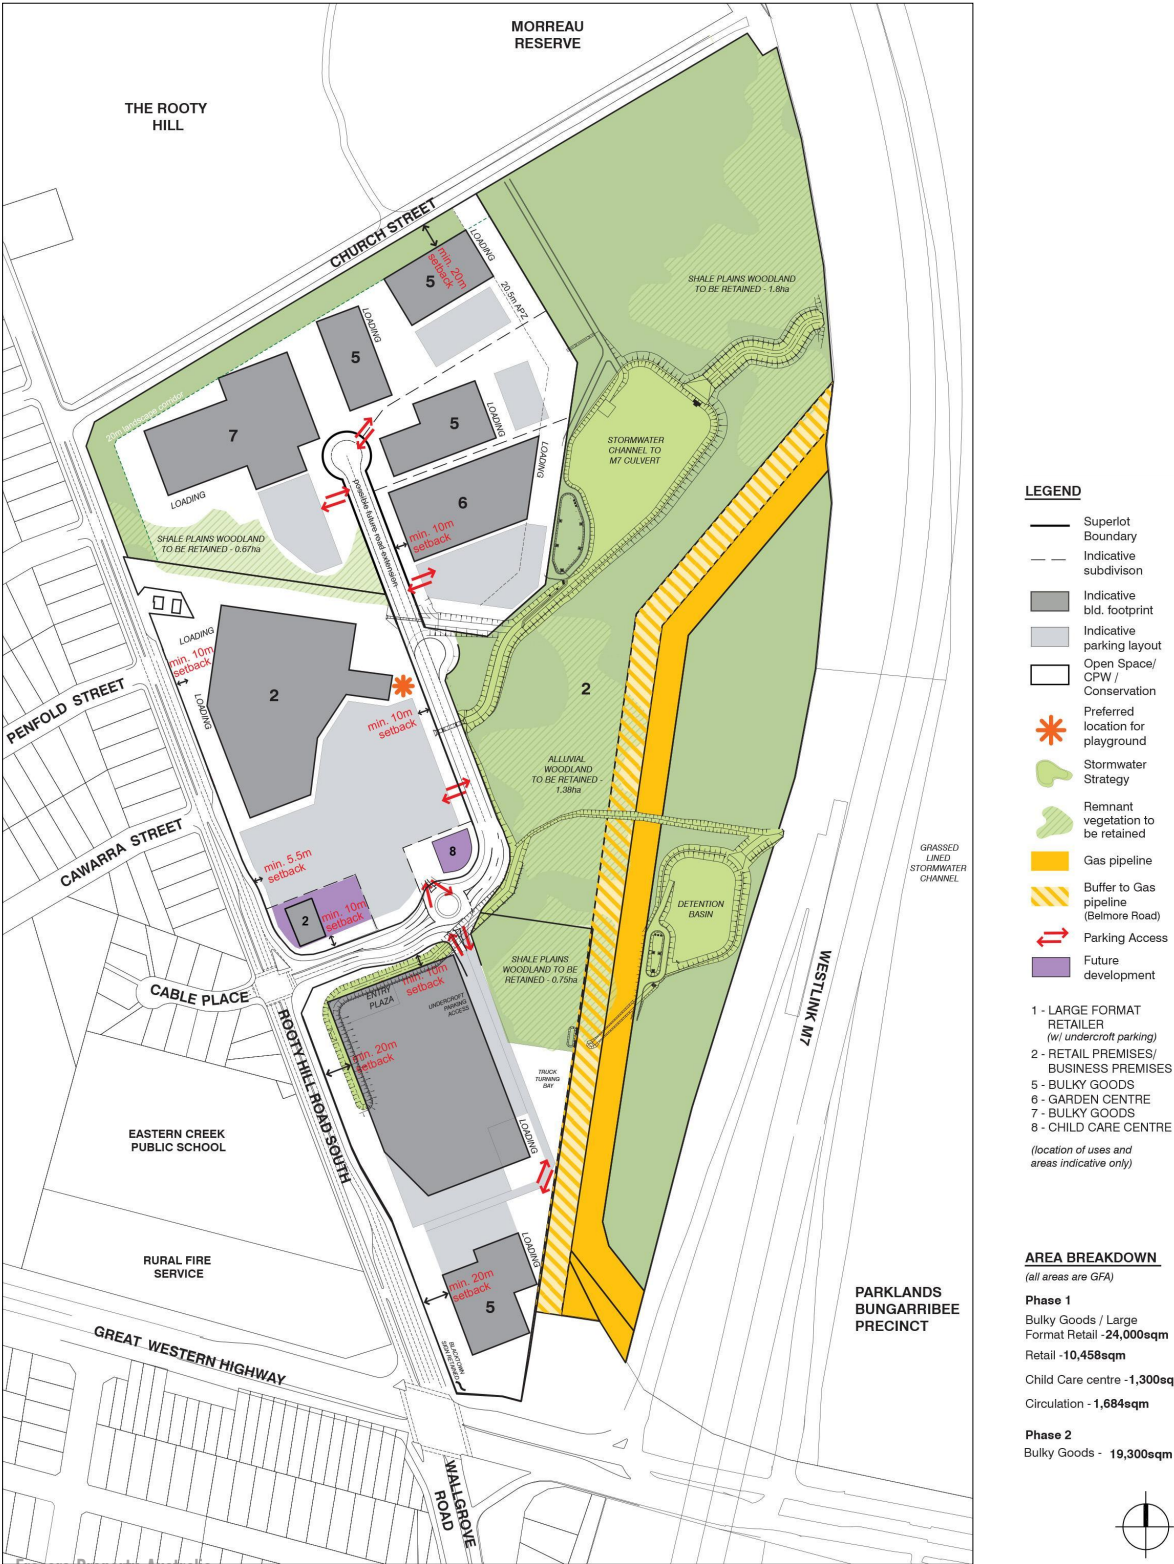 MORREAU
RESERVE
THE ROOTY
HILL
CHURCH STREET
LOADING
min. 20m
setback
5
20.5m APZ
SHALE PLAINS WOODLAND
TO BE RETAINED - 1.8ha
LOADING
5
20m landscape corridor
7
LOADING
5
LOADING
STORMWATER
CHANNEL TO
M7 CULVERT
LOADING
6
possible future road extension
min. 10m
setback
SHALE PLAINS WOODLAND
TO BE RETAINED - 0.67ha
LOADING
min. 10m
setback
LOADING
2
min. 10m
setback
2
PENFOLD STREET
ALLUVIAL
WOODLAND
TO BE RETAINED -
1.38ha
CAWARRA STREET
min. 5.5m
setback
8
GRASSED
LINED
STORMWATER
CHANNEL
2
min. 10m
setback
DETENTION
BASIN
SHALE PLAINS
WOODLAND TO BE
RETAINED - 0.75ha
min. 10m
setback
ENTRY
PLAZA
UNDERCROFT
PARKING
ACCESS
CABLE PLACE
WESTLINK M7
ROOTY HILL ROAD SOUTH
min. 20m
setback
TRUCK
TURNING
BAY
LOADING
EASTERN CREEK
PUBLIC SCHOOL
RURAL FIRE
SERVICE
LOADING
min. 20m
setback
5
PARKLANDS
BUNGARRIBEE
PRECINCT
GREAT WESTERN HIGHWAY
BLACKTOWN
SIGN RETAINED
WALLGROVE
ROAD
LEGEND
Superlot
Boundary
Indicative
subdivison
Indicative
bld. footprint
Indicative
parking layout
Open Space/
CPW /
Conservation
Preferred
location for
playground
Stormwater
Strategy
Remnant
vegetation to
be retained
Gas pipeline
Buffer to Gas
pipeline
(Belmore Road)
Parking Access
Future
development
1 - LARGE FORMAT
RETAILER
(w/ undercroft parking)
2 - RETAIL PREMISES/
BUSINESS PREMISES
5 - BULKY GOODS
6 - GARDEN CENTRE
7 - BULKY GOODS
8 - CHILD CARE CENTRE
(location of uses and
areas indicative only)
AREA BREAKDOWN
(all areas are GFA)
Phase 1
Bulky Goods / Large
Format Retail -24,000sqm
Retail -10,458sqm
Child Care centre -1,300sq
Circulation - 1,684sqm
Phase 2
Bulky Goods - 19,300sqm